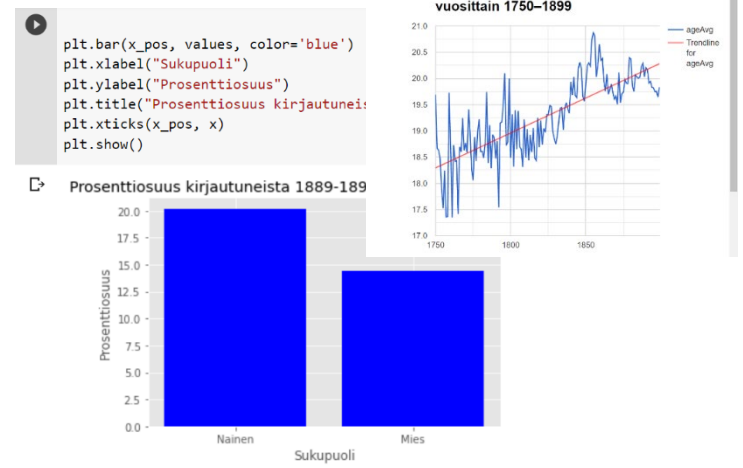 plt.bar(x_pos, values, color='blue')
plt.xlabel("Sukupuoli")
plt.ylabel("Prosenttiosuus")
plt.title("Prosenttiosuus kirjautuneis
plt.xticks(x_pos, x)
plt.show()
vuosittain 1750–1899
21.0
20.5
20.0
19.5
19.0
18.5
18.0
17.5
17.0
1750
1800
1850
ageAvg
Trendline
for
ageAvg
Prosenttiosuus kirjautuneista 1889-189
20.0
17.5
15.0
12.5
10.0
7.5
5.0
2.5
0.0
Prosenttiosuus
Nainen
Mies
Sukupuoli